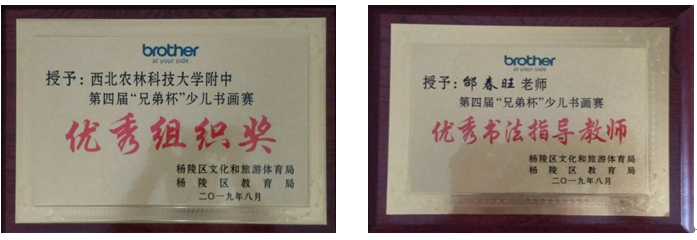 brother
at your side
授予：西北农林科技大学附中
第四届“兄弟杯”少儿书画赛
优秀组织奖
杨陵区文化和旅游体育局
杨陵区教育局
二〇一九年八月
brother
at your side
授予：邰春旺老师
第四届“兄弟杯”少儿书画赛
优秀书法指导教师
杨陵区文化和旅游体育局
杨陵区教育局
二〇一九年八月